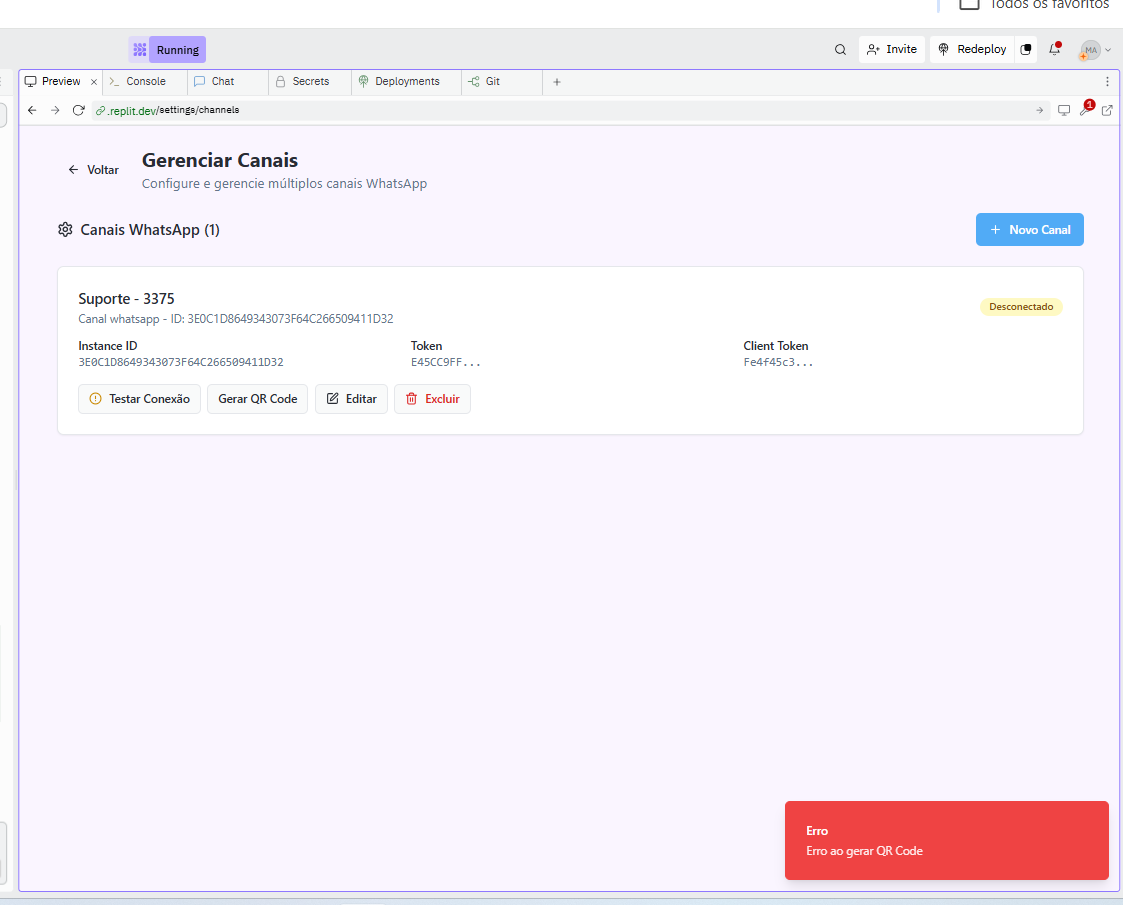 Todos os favoritos
Running
Invite
Redeploy
MA
Preview
Console
Chat
Secrets
Deployments
Git
.replit.dev/settings/channels
1
Voltar
Gerenciar Canais
Configure e gerencie múltiplos canais WhatsApp
Canais WhatsApp (1)
Novo Canal
Suporte - 3375
Canal whatsapp - ID: 3E0C1D8649343073F64C266509411D32
Desconectado
Instance ID
3E0C1D8649343073F64C266509411D32
Token
E45CC9FF...
Client Token
Fe4f45c3...
Testar Conexão
Gerar QR Code
Editar
Excluir
Erro
Erro ao gerar QR Code